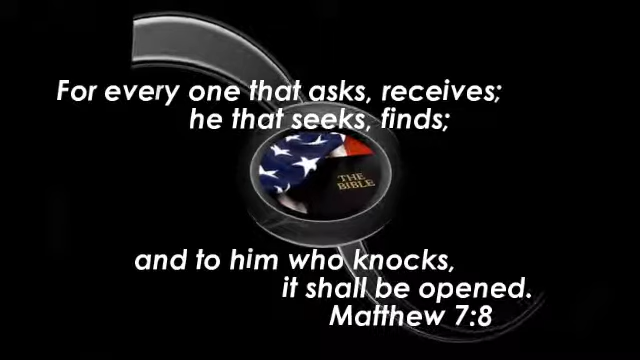 For every one that asks, receives;
he that seeks, finds;
THE
BIBLE
and to him who knocks,
it shall be opened.
Matthew 7:8